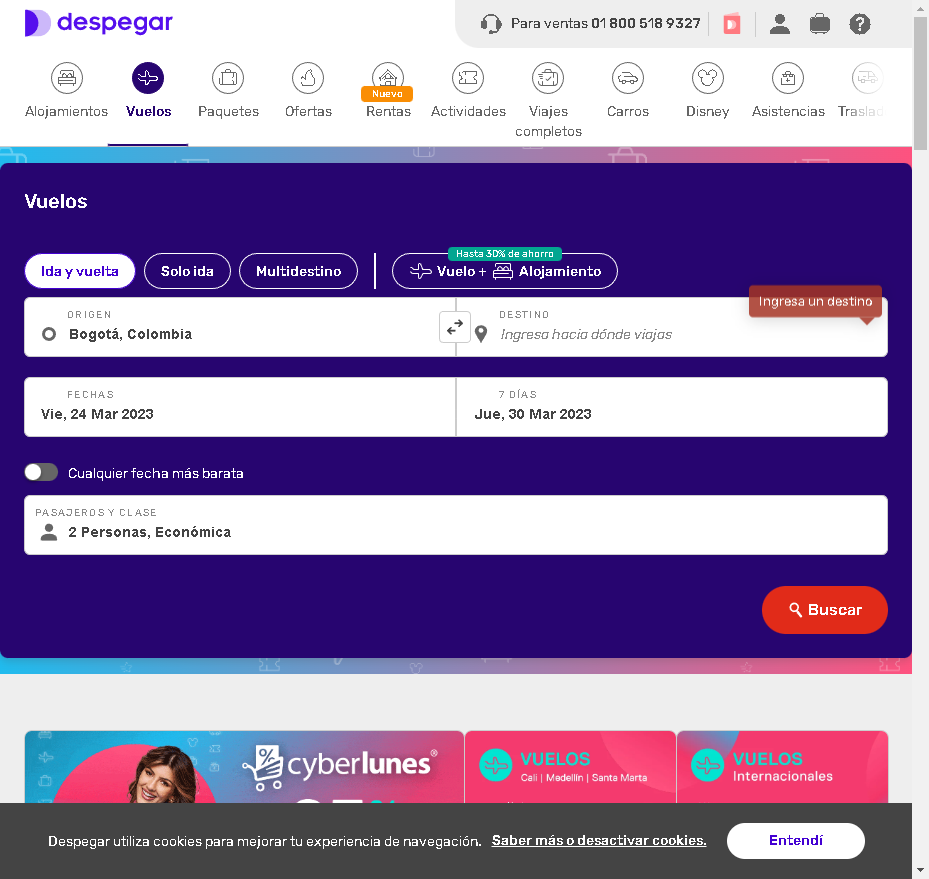 despegar
Para ventas 01 800 518 9327
Alojamientos
Vuelos
Paquetes
Ofertas
Nuevo
Rentas
Actividades
Viajes
completos
Carros
Disney
Asistencias
Traslad
Vuelos
Hasta 30% de ahorro
Ida y vuelta
Solo ida
Multidestino
Vuelo + Alojamiento
Ingresa un destino
ORIGEN
Bogotá, Colombia
DESTINO
Ingresa hacia dónde viajas
FECHAS
Vie, 24 Mar 2023
7 DÍAS
Jue, 30 Mar 2023
Cualquier fecha más barata
PASAJEROS Y CLASE
2 Personas, Económica
Buscar
cyberlunes®
VUELOS
Cali | Medellín | Santa Marta
VUELOS
Internacionales
Despegar utiliza cookies para mejorar tu experiencia de navegación. Saber más o desactivar cookies.
Entendí